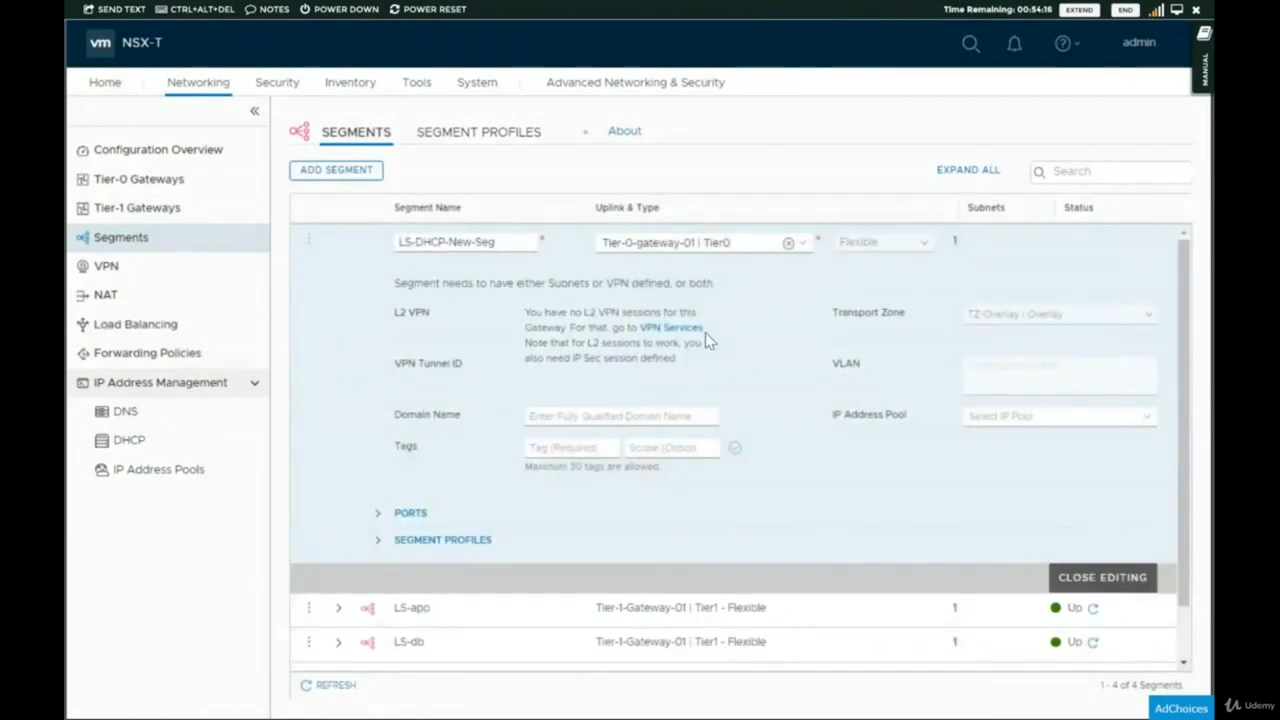 SEND TEXT CTRL+ALT+DEL NOTES POWER DOWN POWER RESET Time Remaining: 00:54:16 EXTEND END
vm NSX-T admin
MANUAL
Home Networking Security Inventory Tools System Advanced Networking & Security
Configuration Overview
Tier-0 Gateways
Tier-1 Gateways
Segments
VPN
NAT
Load Balancing
Forwarding Policies
IP Address Management
DNS
DHCP
IP Address Pools
SEGMENTS SEGMENT PROFILES About
ADD SEGMENT EXPAND ALL Search
Segment Name Uplink & Type Subnets Status
LS-DHCP-New-Seg * Tier-0-gateway-01 | Tier0 * Flexible 1
Segment needs to have either Subnets or VPN defined, or both.
L2 VPN You have no L2 VPN sessions for this Transport Zone TZ-Overlay | Overlay
Gateway. For that, go to VPN Services.
Note that for L2 sessions to work, you
also need IP Sec session defined.
VPN Tunnel ID VLAN
Domain Name Enter Fully Qualified Domain Name IP Address Pool Select IP Pool
Tags Tag (Required Scope (Option
Maximum 30 tags are allowed.
PORTS
SEGMENT PROFILES
CLOSE EDITING
LS-app Tier-1-Gateway-01 | Tier1 - Flexible 1 Up
LS-db Tier-1-Gateway-01 | Tier1 - Flexible 1 Up
REFRESH 1 - 4 of 4 Segments
AdChoices Udemy